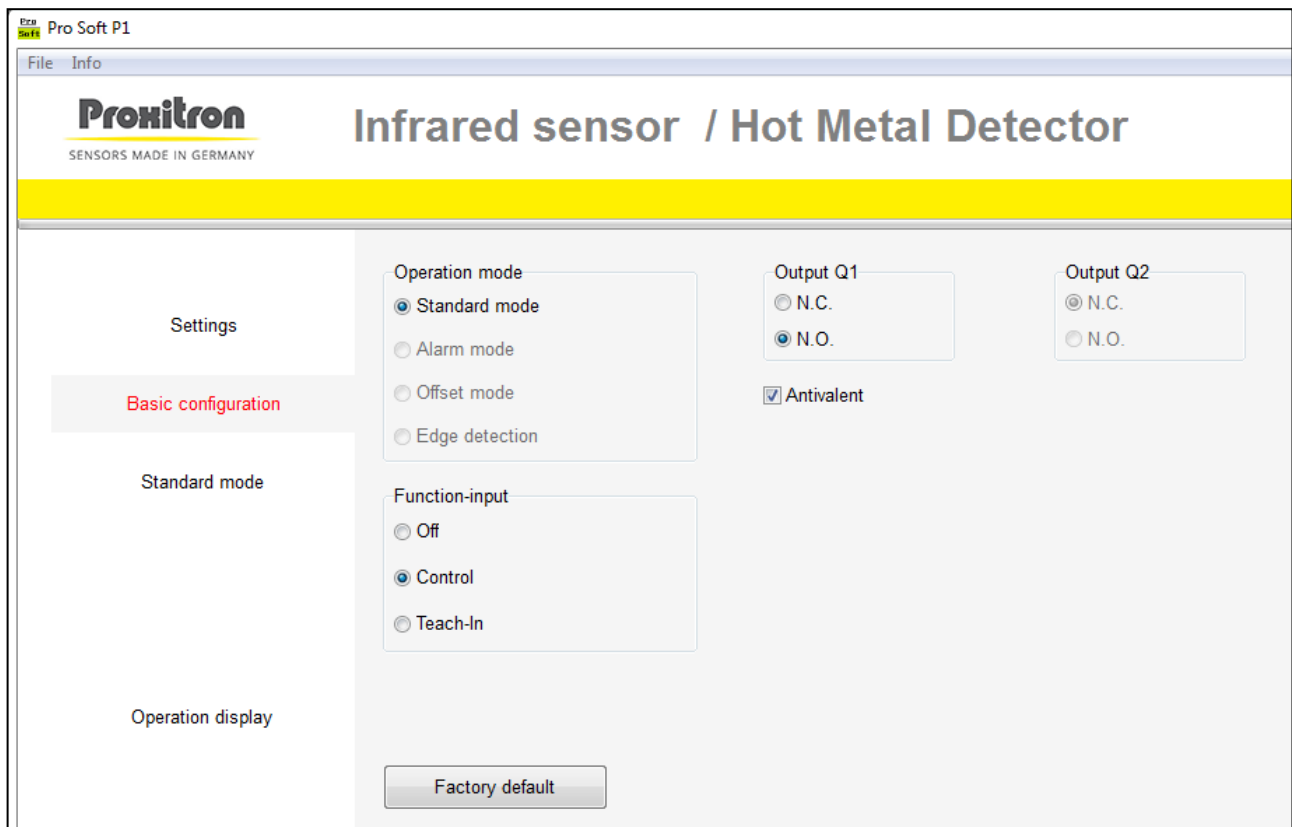 Pro Soft Pro Soft P1
File Info
Proxitron
SENSORS MADE IN GERMANY
Infrared sensor / Hot Metal Detector
Settings
Basic configuration
Standard mode
Operation display
Operation mode
Standard mode
Alarm mode
Offset mode
Edge detection
Function-input
Off
Control
Teach-In
Factory default
Output Q1
N.C.
N.O.
Antivalent
Output Q2
N.C.
N.O.